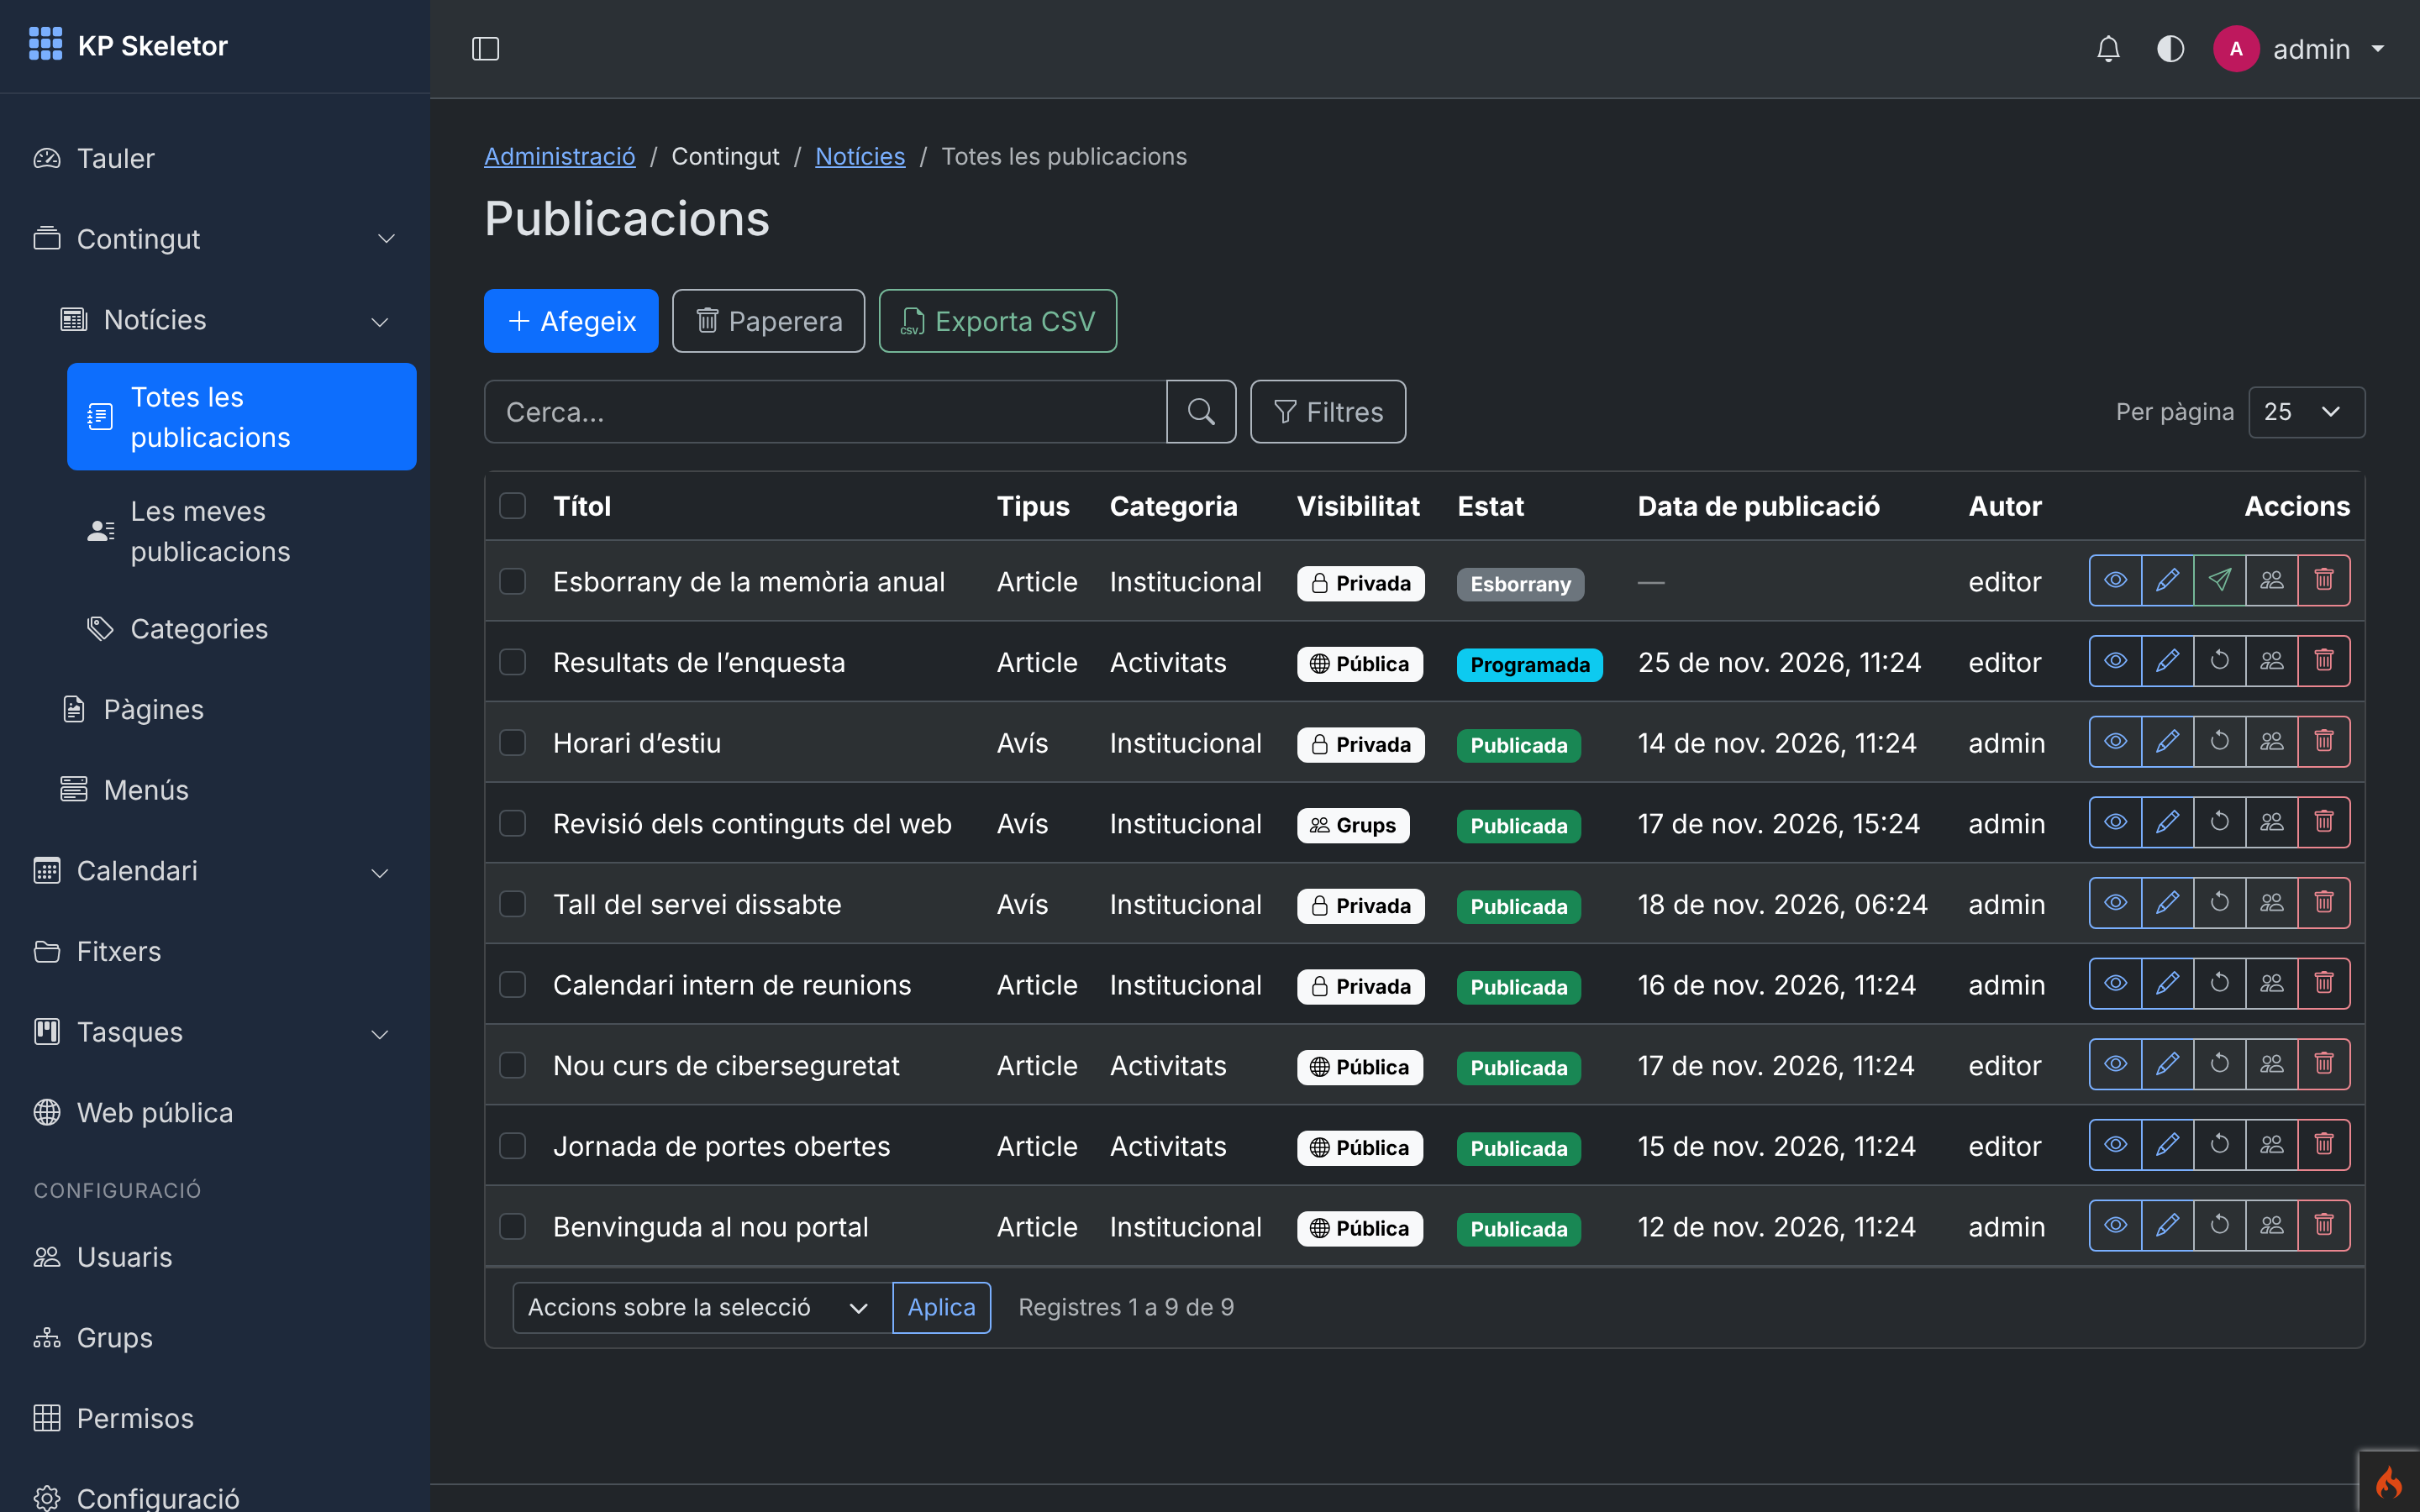 KP Skeletor
A admin
Tauler
Contingut
Notícies
Totes les
publicacions
Les meves
publicacions
Categories
Pàgines
Menús
Calendari
Fitxers
Tasques
Web pública
CONFIGURACIÓ
Usuaris
Grups
Permisos
Configuració
Administració / Contingut / Notícies / Totes les publicacions
Publicacions
Afegeix Paperera CSV Exporta CSV
Cerca... Filtres Per pàgina 25
Títol Tipus Categoria Visibilitat Estat Data de publicació Autor Accions
Esborrany de la memòria anual Article Institucional Privada Esborrany — editor
Resultats de l’enquesta Article Activitats Pública Programada 25 de nov. 2026, 11:24 editor
Horari d’estiu Avís Institucional Privada Publicada 14 de nov. 2026, 11:24 admin
Revisió dels continguts del web Avís Institucional Grups Publicada 17 de nov. 2026, 15:24 admin
Tall del servei dissabte Avís Institucional Privada Publicada 18 de nov. 2026, 06:24 admin
Calendari intern de reunions Article Institucional Privada Publicada 16 de nov. 2026, 11:24 admin
Nou curs de ciberseguretat Article Activitats Pública Publicada 17 de nov. 2026, 11:24 editor
Jornada de portes obertes Article Activitats Pública Publicada 15 de nov. 2026, 11:24 editor
Benvinguda al nou portal Article Institucional Pública Publicada 12 de nov. 2026, 11:24 admin
Accions sobre la selecció Aplica Registres 1 a 9 de 9